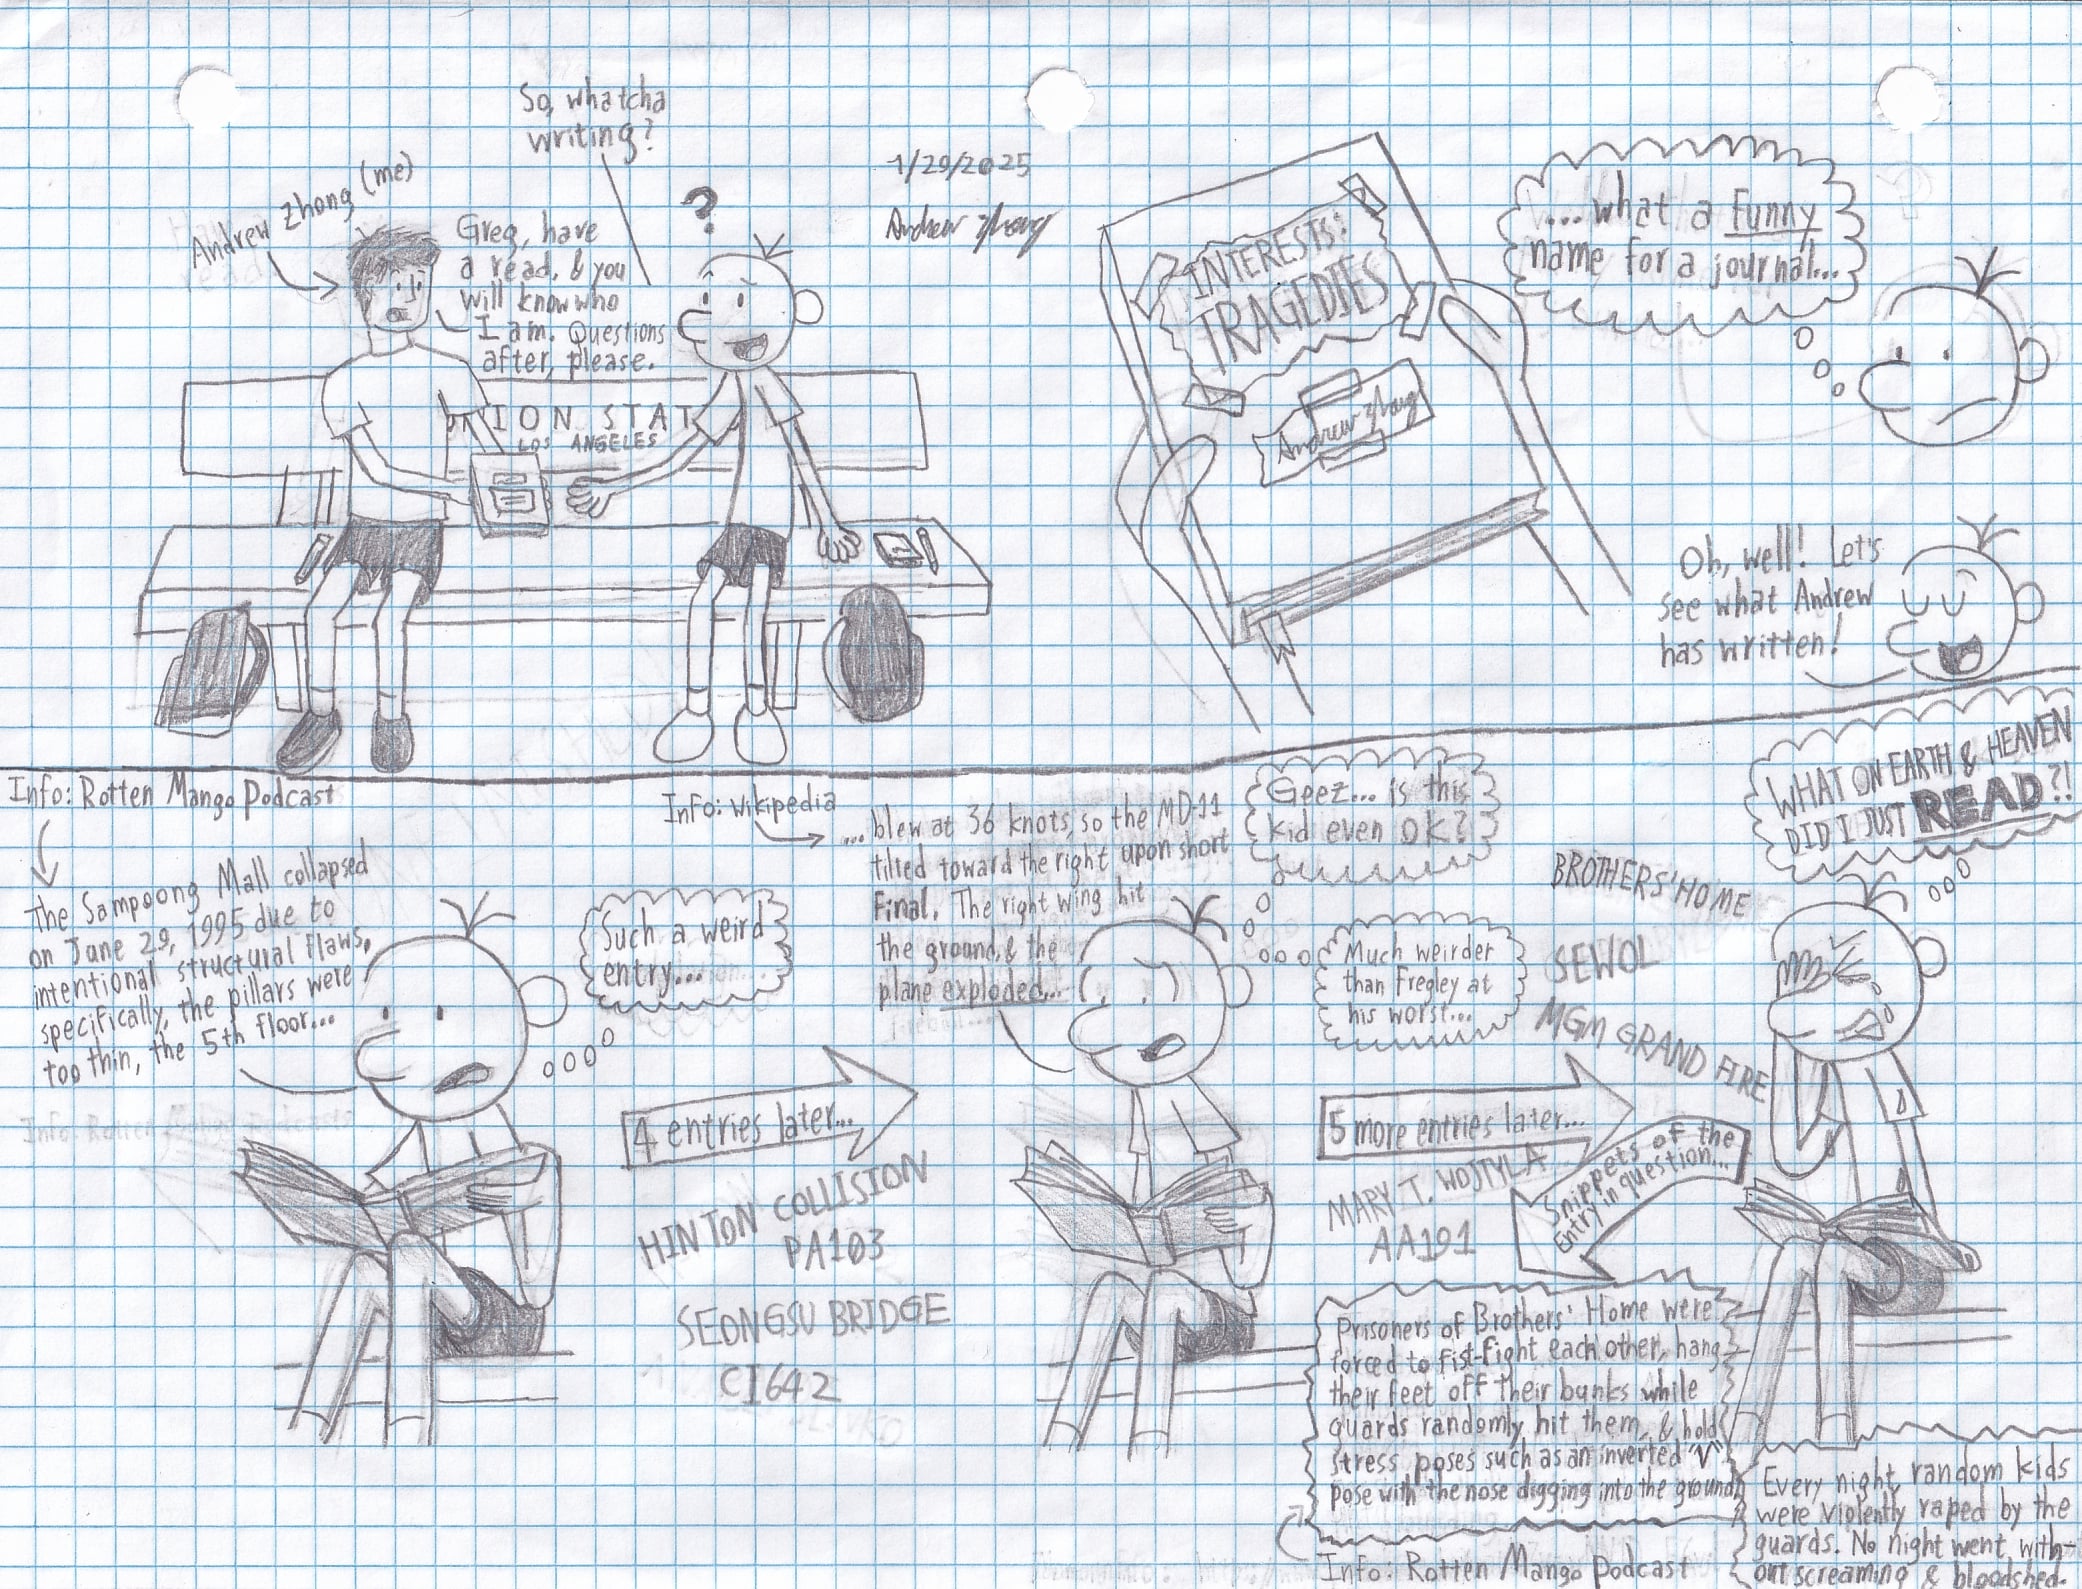 So, whatcha
writing?
Andrew Zhang (me)
Greg, have
a read, & you
will know who
I am. Questions
after, please.
ION STAT
LOS ANGELES
1/29/2025
Andrew Zhang
INTERESTS:
TRAGEDIES
Andrew Zhang
...what a funny
name for a journal...
Oh, well! Let's
see what Andrew
has written!
Info: Rotten Mango Podcast
The Sampoong Mall collapsed
on June 29, 1995 due to
intentional structural flaws,
specifically, the pillars were
too thin, the 5th floor...
Such a weird
entry...
4 entries later...
HINTON COLLISION
PA103
SEONGSU BRIDGE
CI642
Info: Wikipedia
... blew at 36 knots, so the MD-11
tilted toward the right upon short
final. The right wing hit
the ground, & the
plane exploded...
Geez... is this
kid even OK?
Much weirder
than Fregley at
his worst...
5 more entries later...
MARY T. WOJTYLA
AA191
BROTHERS' HOME
SEWOL
MGM GRAND FIRE
WHAT ON EARTH & HEAVEN
DID I JUST READ?!
Snippets of the
entry in question...
Prisoners of Brothers' Home were
forced to fist-fight each other, hang
their feet off their bunks while
guards randomly hit them, & hold
stress poses such as an inverted "V"
pose with the nose digging into the ground
Info: Rotten Mango Podcast
Every night, random kids
were violently raped by the
guards. No night went with-
out screaming & bloodshed.